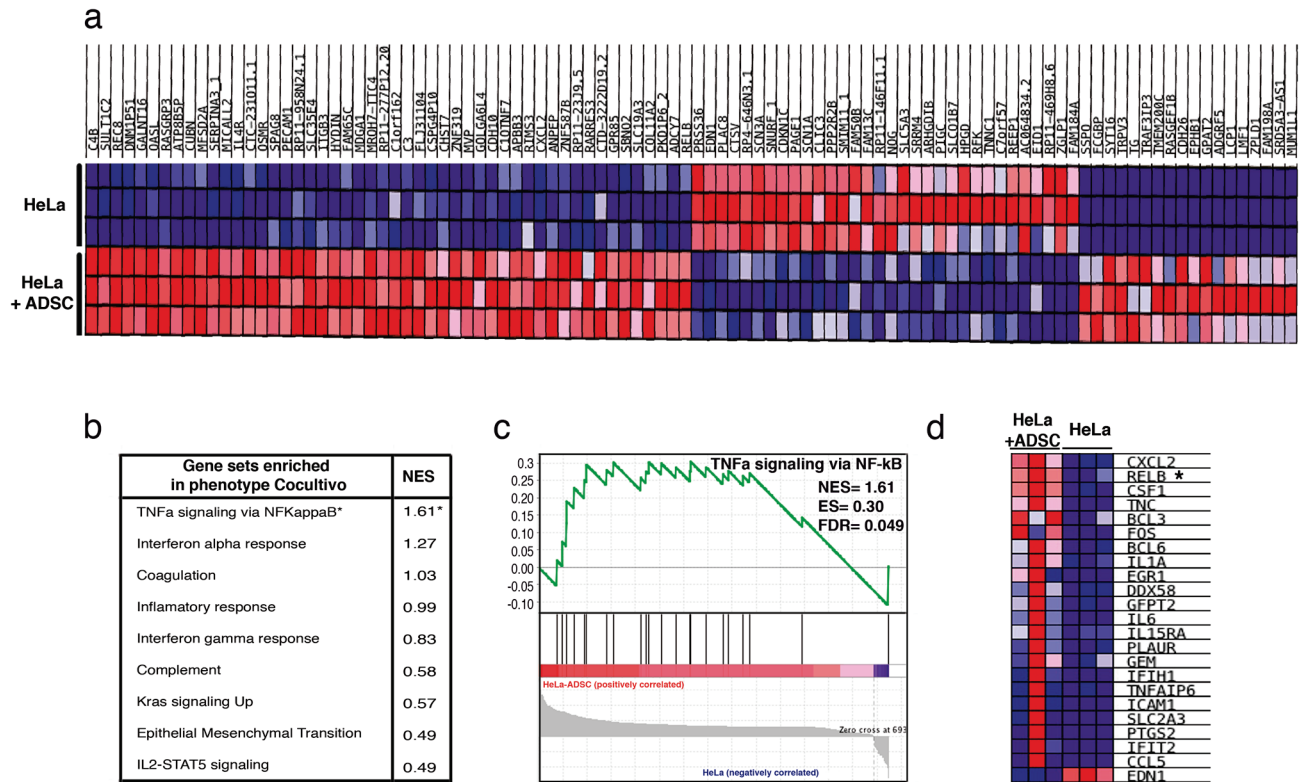 a
C4B
SULT1C2
REC8
DNM1P51
GALNT16
OASL
RASGRP3
ATP8B5P
CUBN
MFSD2A
SERPINA3_1
MICALL2
IL4R
CTC-231O11.1
OSMR
SPAG8
PECAM1
RP11-958N24.1
SLC35E4
ITGB3
HYDIN
FAM65C
MDGA1
MROH7-TTC4
RP11-277P12.20
C1orf162
C3
FLJ31104
CSPG4P10
CHST7
ZNF319
MVP
GOLGA6L4
CDH10
C1QTNF7
APBB3
RIMS3
CXCL2
ANPEP
ZNF587B
RP11-23J9.5
CTD-3222D19.2
GPR85
SBNO2
SLC19A3
COL11A2
PKD1P6_2
ADCY7
RELB
PRSS36
EDN1
PLAC8
CTSV
RP4-646N3.1
SCN3A
SNURF_1
CDKN1C
PAGE1
SCN1A
CLIC3
PPP2R2B
SMIM11_1
FAM50B
RP11-146F11.1
NOG
SLC5A3
SRRM4
ARHGDIB
PIGC
SLCO1B7
HPGD
RFK
TNNC1
C7orf57
REEP1
AC064834.2
RP11-469H8.6
ZGLP1
FAM184A
SSPO
FCGBP
SYT16
TRPV3
TG
TRAF3IP3
TMEM200C
RASGEF1B
CDH26
EPHB1
GPAT2
ADGRF5
LCP1
LMF1
ZPLD1
FAM198A
SRD5A3-AS1
MUM1L1
HeLa
HeLa
+ ADSC
b
Gene sets enriched
in phenotype Cocultivo
NES
TNFa signaling via NFKappaB* 1.61*
Interferon alpha response 1.27
Coagulation 1.03
Inflamatory response 0.99
Interferon gamma response 0.83
Complement 0.58
Kras signaling Up 0.57
Epithelial Mesenchymal Transition 0.49
IL2-STAT5 signaling 0.49
c
TNFa signaling via NF-kB
NES= 1.61
ES= 0.30
FDR= 0.049
0.3
0.25
0.20
0.15
0.10
0.05
0.00
-0.05
-0.10
HeLa-ADSC (positively correlated)
Zero cross at 693
HeLa (negatively correlated)
d
HeLa
+ADSC
HeLa
CXCL2
RELB *
CSF1
TNC
BCL3
FOS
BCL6
IL1A
EGR1
DDX58
GFPT2
IL6
IL15RA
PLAUR
GEM
IFIH1
TNFAIP6
ICAM1
SLC2A3
PTGS2
IFIT2
CCL5
EDN1